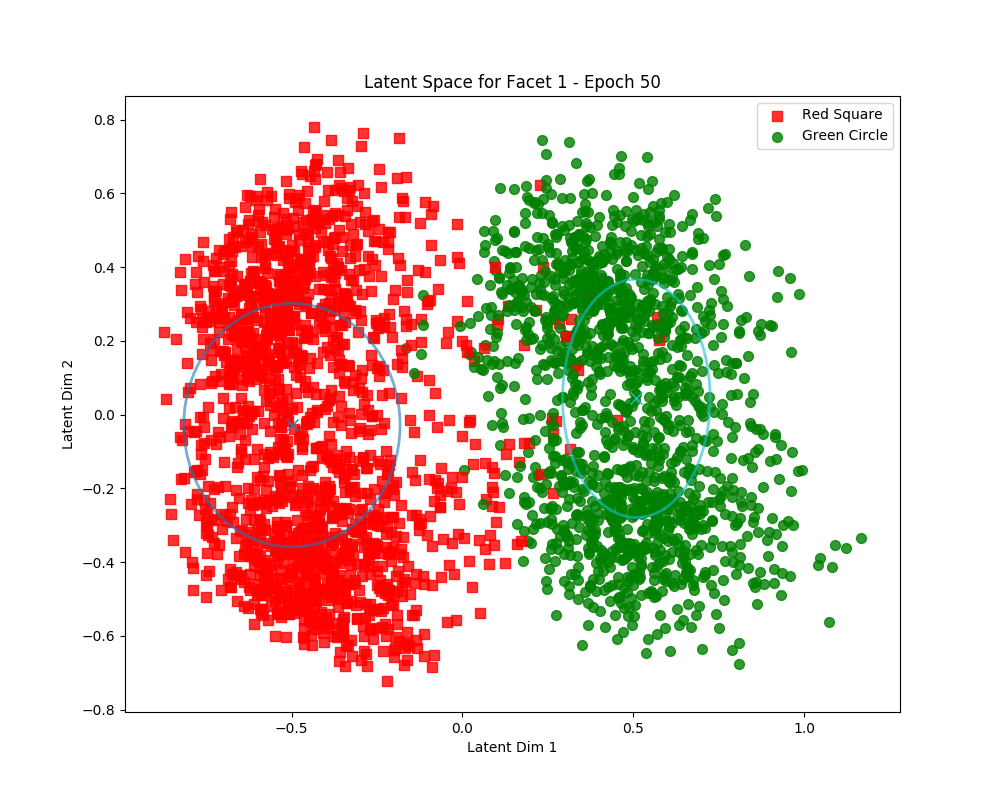 Latent Space for Facet 1 - Epoch 50
Red Square
Green Circle
0.8
0.6
0.4
0.2
0.0
−0.2
−0.4
−0.6
−0.8
Latent Dim 2
−0.5
0.0
0.5
1.0
Latent Dim 1